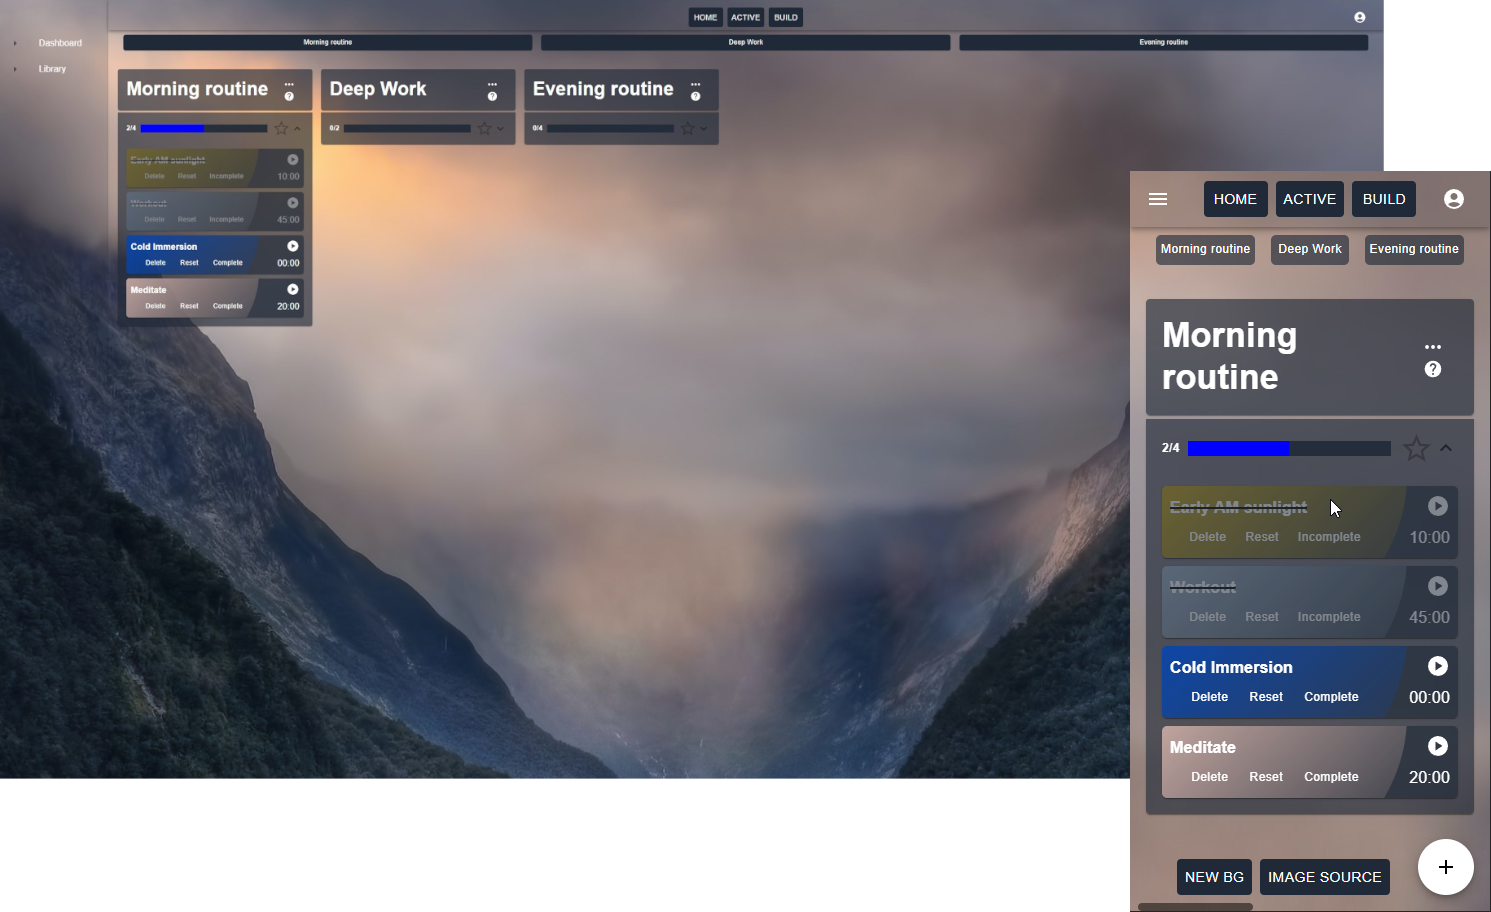 HOME ACTIVE BUILD
Dashboard
Library
Morning routine Deep Work Evening routine
Morning routine ...
?
Deep Work ...
?
Evening routine ...
?
2/4
0/2
0/4
Early AM sunlight
Delete Reset Incomplete 10:00
Workout
Delete Reset Incomplete 45:00
Cold Immersion
Delete Reset Complete 00:00
Meditate
Delete Reset Complete 20:00
HOME ACTIVE BUILD
Morning routine Deep Work Evening routine
Morning
routine
...
?
2/4
Early AM sunlight
Delete Reset Incomplete 10:00
Workout
Delete Reset Incomplete 45:00
Cold Immersion
Delete Reset Complete 00:00
Meditate
Delete Reset Complete 20:00
NEW BG IMAGE SOURCE +